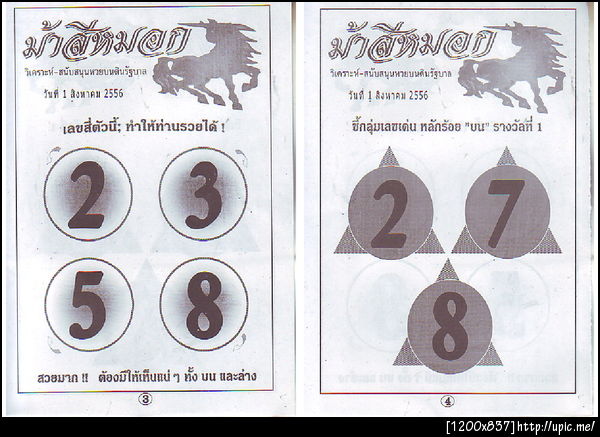 ม้าสีหมอก
วิเคราะห์-สนับสนุนหวยบนดินรัฐบาล
วันที่ 1 สิงหาคม 2556
เลขสี่ตัวนี้; ทำให้ท่านรวยได้ !
2 3
5 8
สวยมาก !! ต้องมีให้เห็นแน่ ๆ ทั้ง บน และล่าง
3
ม้าสีหมอก
วิเคราะห์-สนับสนุนหวยบนดินรัฐบาล
วันที่ 1 สิงหาคม 2556
ชี้กลุ่มเลขเด่น หลักร้อย "บน" รางวัลที่ 1
2 7
8
4
[1200x837]http://upic.me/